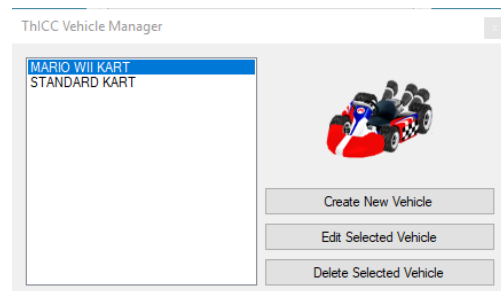 ThICC Vehicle Manager
MARIO WII KART
STANDARD KART
Create New Vehicle
Edit Selected Vehicle
Delete Selected Vehicle